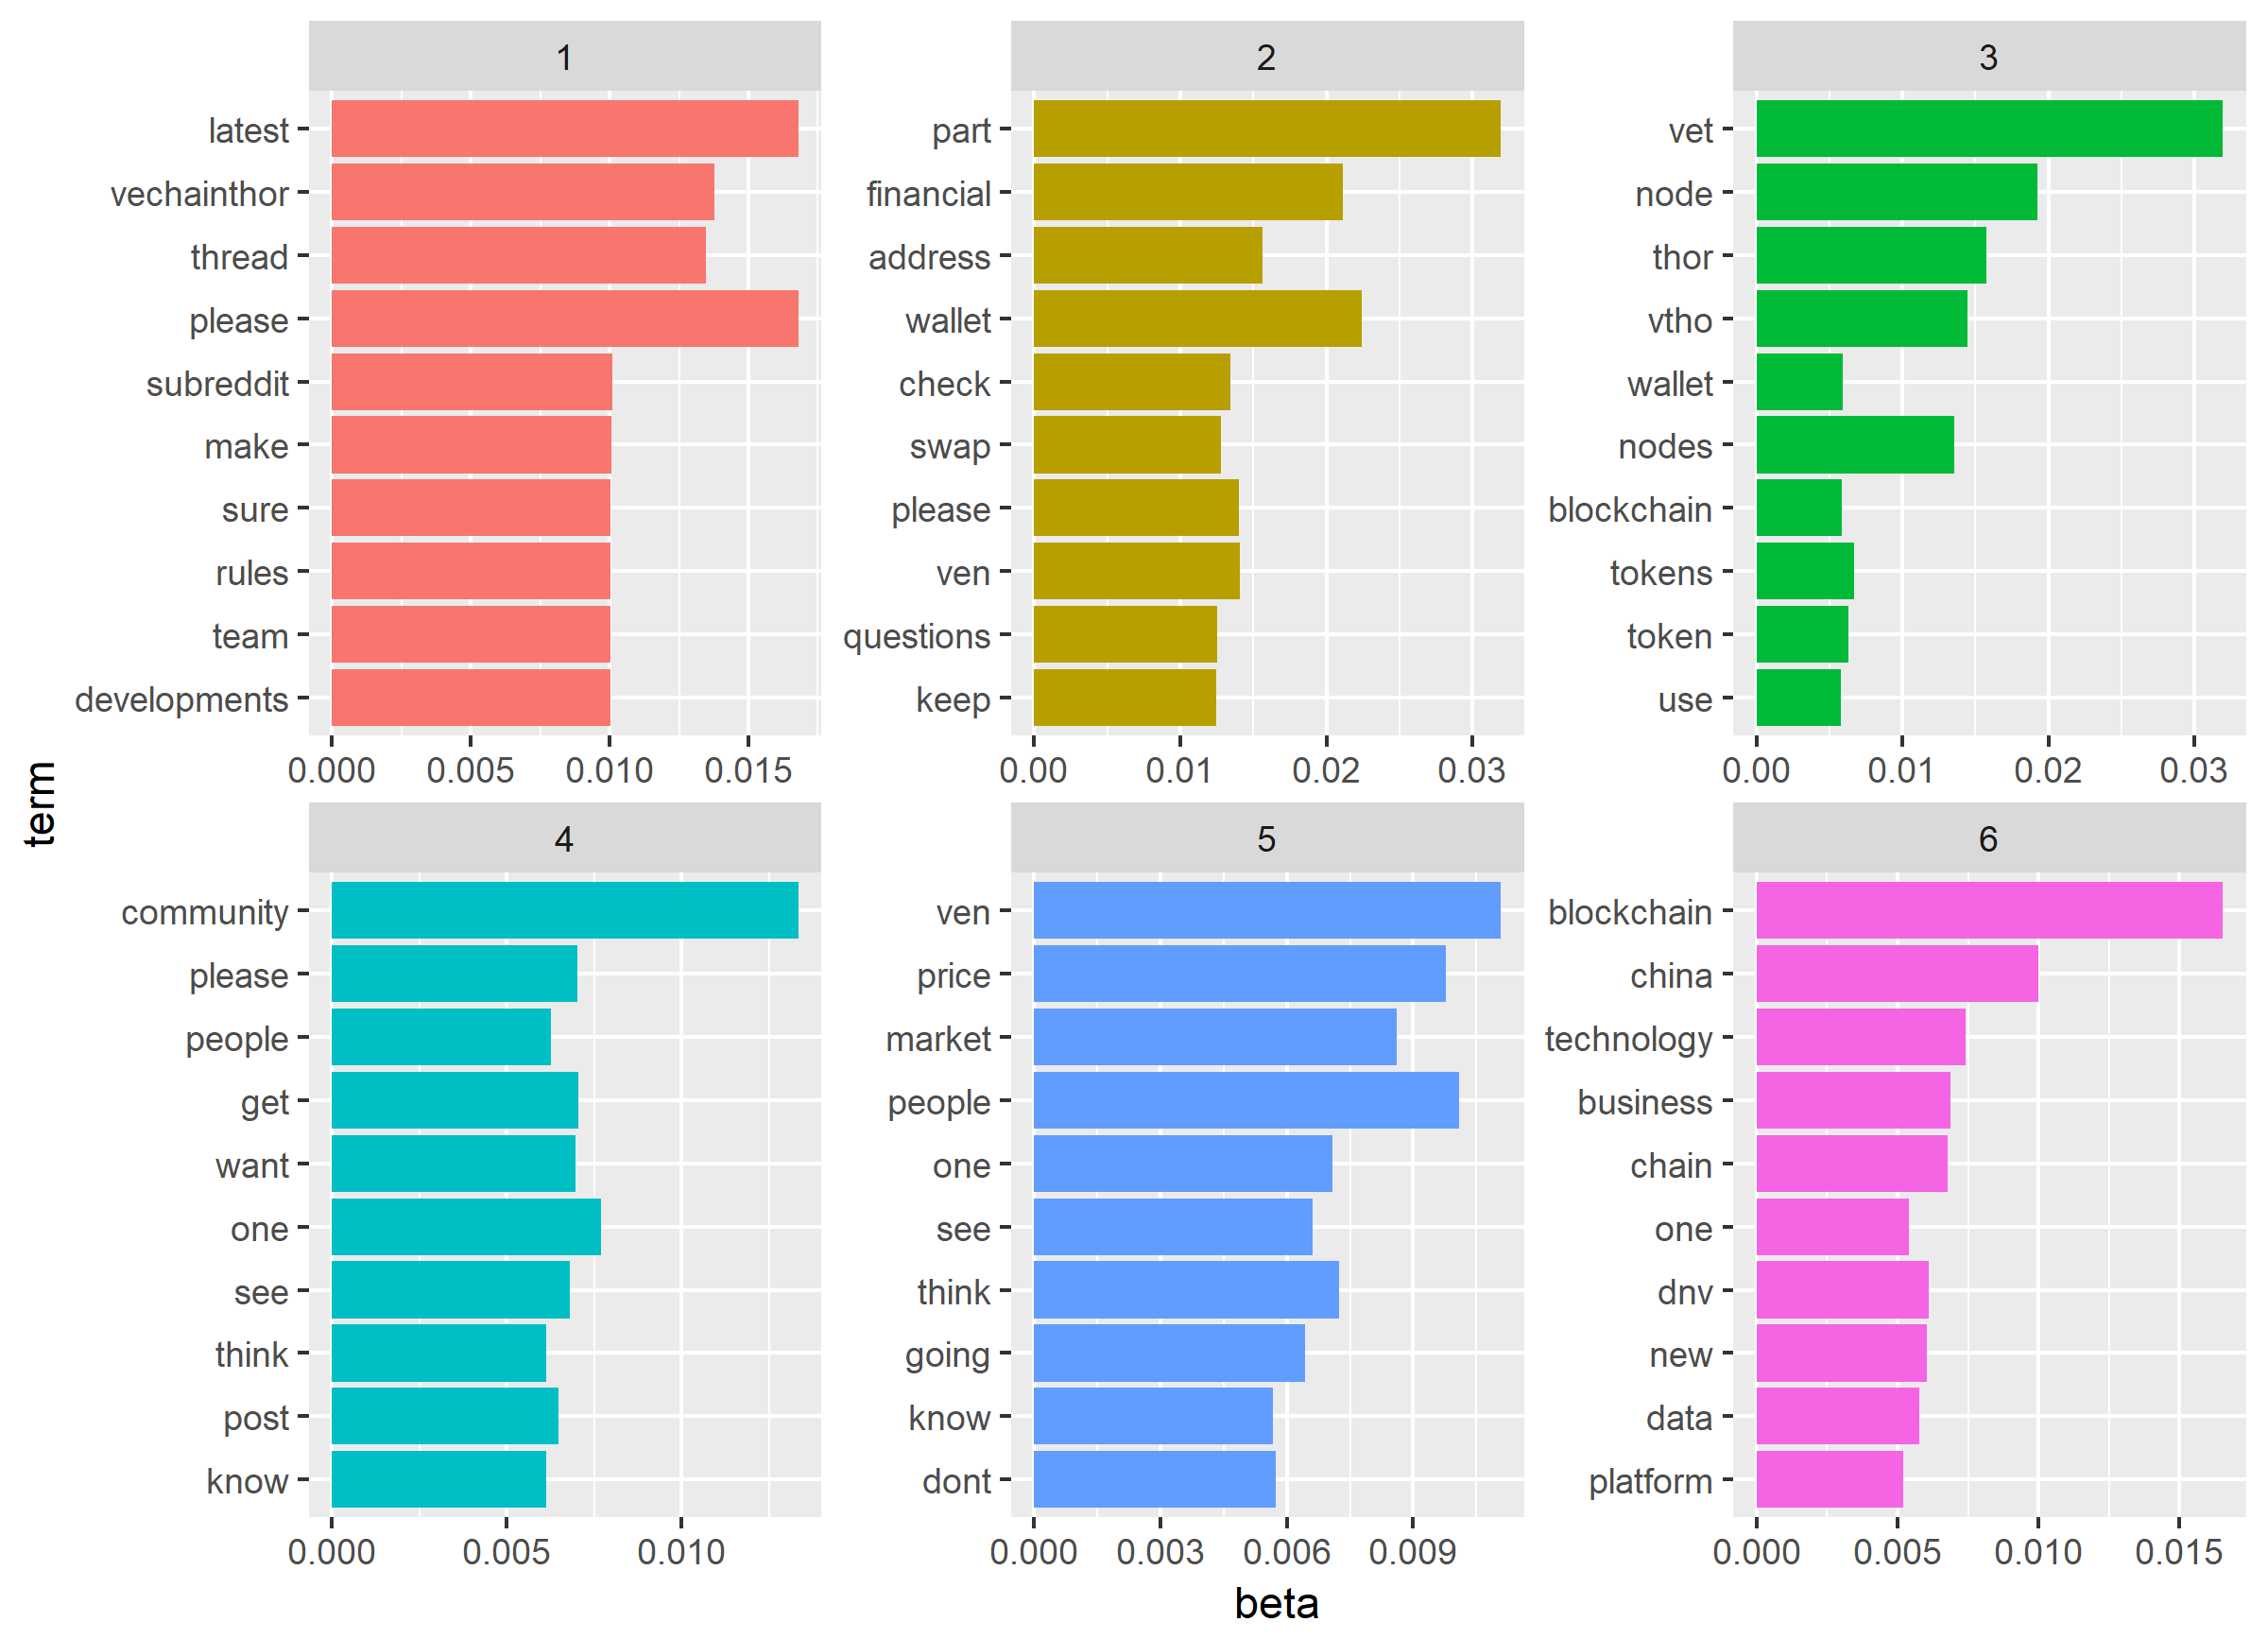 1
latest
vechainthor
thread
please
subreddit
make
sure
rules
team
developments
0.000 0.005 0.010 0.015
2
part
financial
address
wallet
check
swap
please
ven
questions
keep
0.00 0.01 0.02 0.03
3
vet
node
thor
vtho
wallet
nodes
blockchain
tokens
token
use
0.00 0.01 0.02 0.03
term
4
community
please
people
get
want
one
see
think
post
know
0.000 0.005 0.010
5
ven
price
market
people
one
see
think
going
know
dont
0.000 0.003 0.006 0.009
6
blockchain
china
technology
business
chain
one
dnv
new
data
platform
0.000 0.005 0.010 0.015
beta